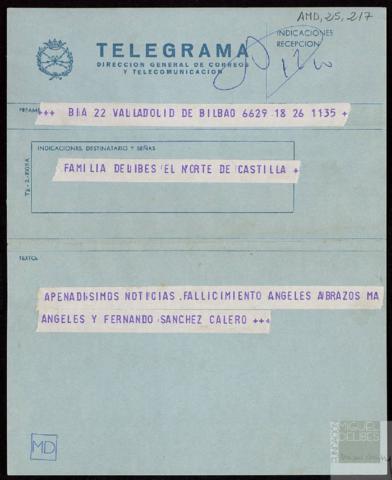 AMD, 215, 217
TELEGRAMA
DIRECCION GENERAL DE CORREOS
Y TELECOMUNICACION
INDICACIONES
RECEPCION
+++ BIA 22 VALLADOLID DE BILBAO 6629 18 26 1135 +
INDICACIONES, DESTINATARIO Y SEÑAS
FAMILIA DELIBES EL NORTE DE CASTILLA +
TEXTO:
APENADISIMOS NOTICIAS FALLICIMIENTO ANGELES ABRAZOS MA
ANGELES Y FERNANDO SANCHEZ CALERO +++
MD
MIGUEL
DELIBES